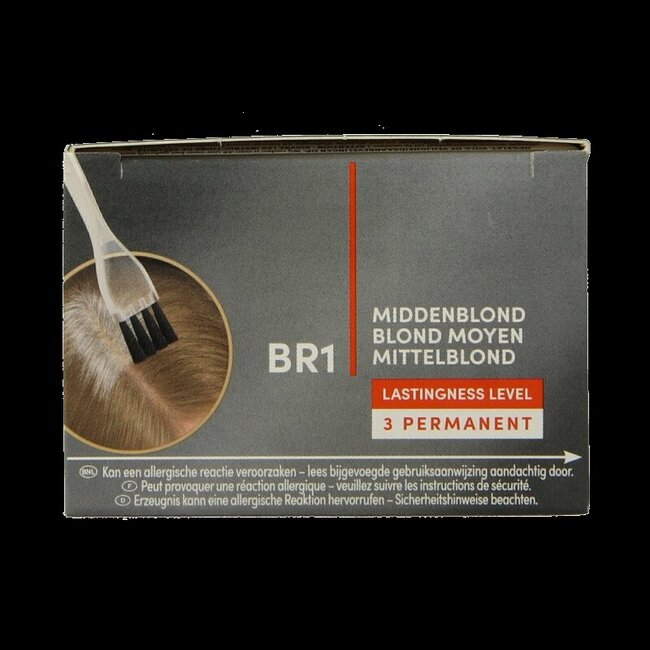 BR1
MIDDENBLOND
BLOND MOYEN
MITTELBLOND
LASTINGNESS LEVEL
3 PERMANENT
BNL Kan een allergische reactie veroorzaken – lees bijgevoegde gebruiksaanwijzing aandachtig door.
F Peut provoquer une réaction allergique – veuillez suivre les instructions de sécurité.
D Erzeugnis kann eine allergische Reaktion hervorrufen – Sicherheitshinweise beachten.